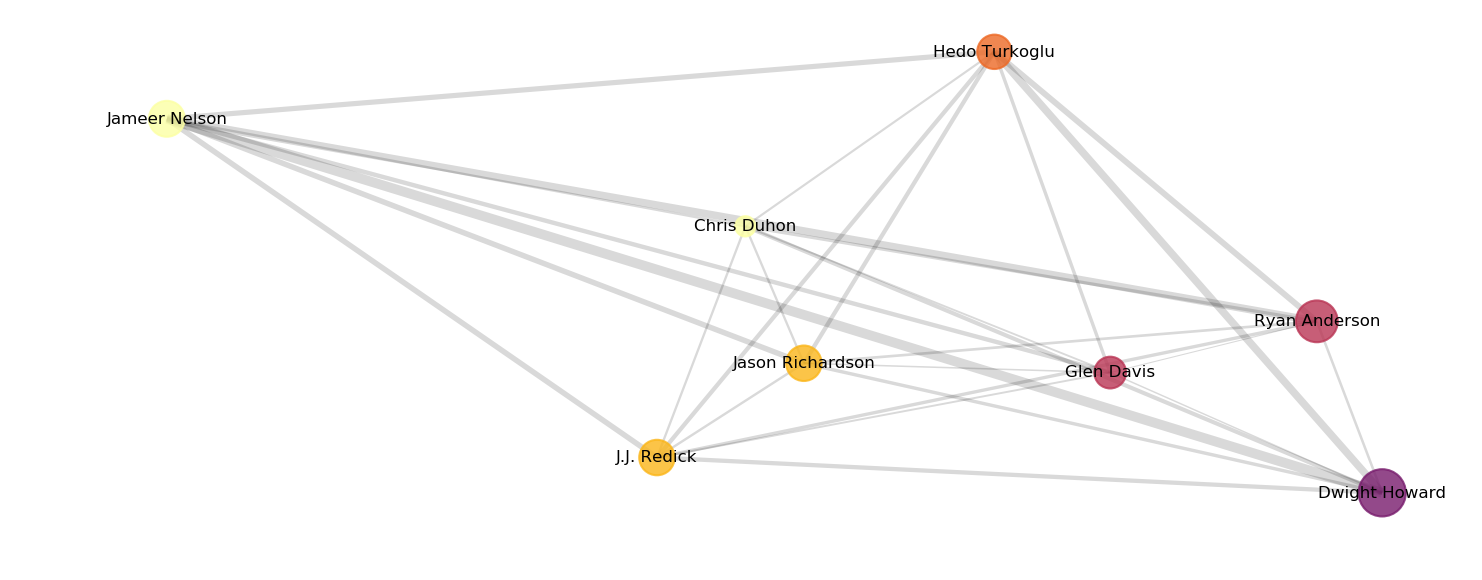 Hedo Turkoglu
Jameer Nelson
Chris Duhon
Ryan Anderson
Jason Richardson
Glen Davis
J.J. Redick
Dwight Howard